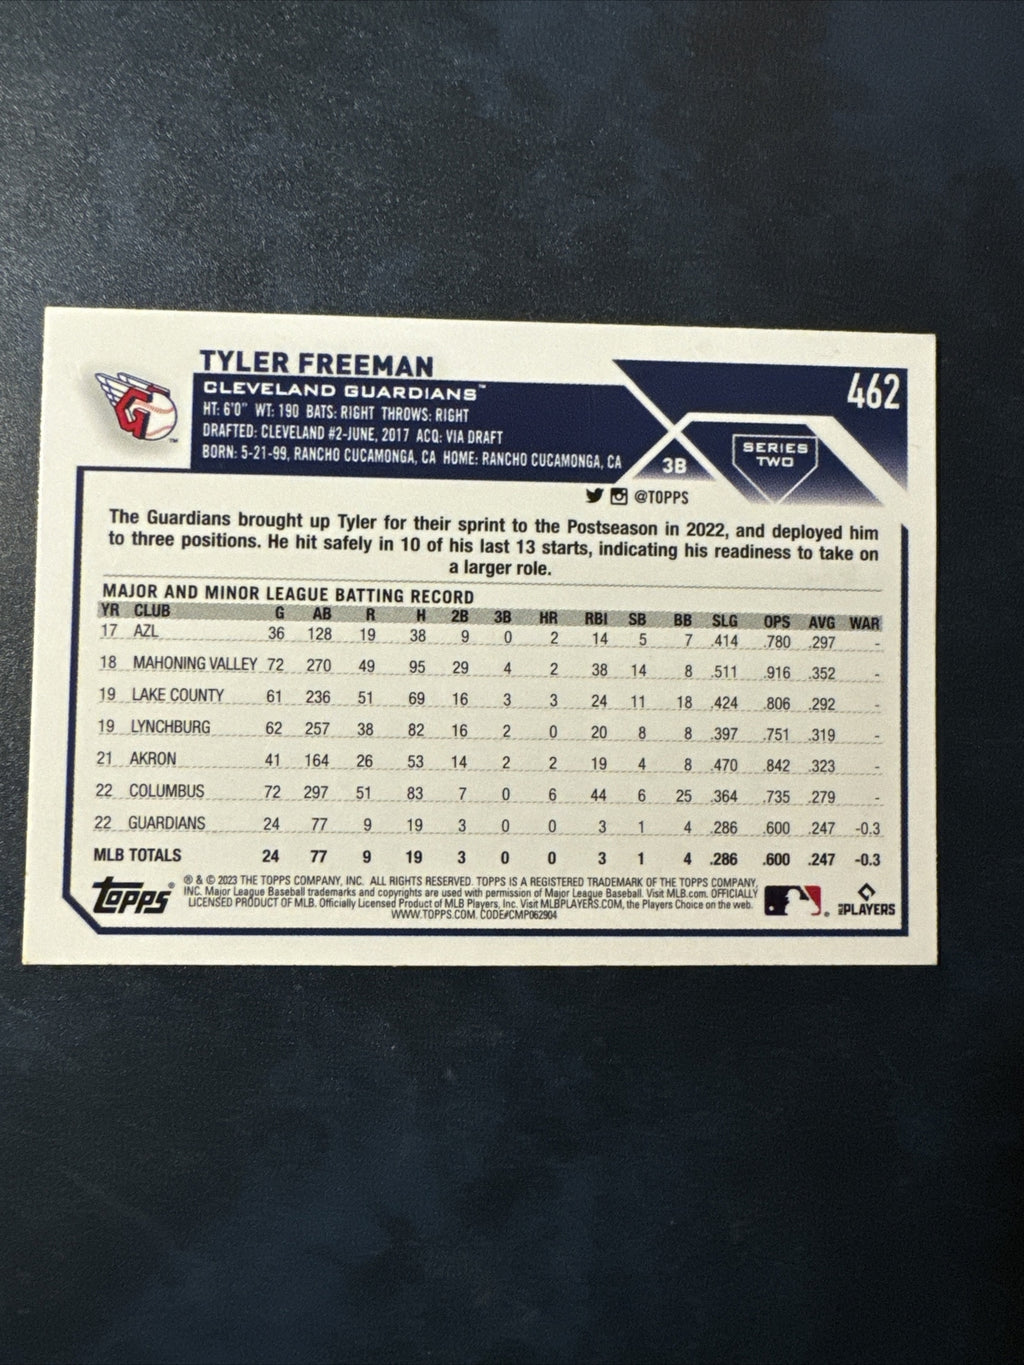 TYLER FREEMAN
CLEVELAND GUARDIANS™
462
HT: 6'0" WT: 190 BATS: RIGHT THROWS: RIGHT
DRAFTED: CLEVELAND #2-JUNE, 2017 ACQ: VIA DRAFT
BORN: 5-21-99, RANCHO CUCAMONGA, CA HOME: RANCHO CUCAMONGA, CA
3B
SERIES
TWO
@TOPPS
The Guardians brought up Tyler for their sprint to the Postseason in 2022, and deployed him
to three positions. He hit safely in 10 of his last 13 starts, indicating his readiness to take on
a larger role.
MAJOR AND MINOR LEAGUE BATTING RECORD
YR CLUB G AB R H 2B 3B HR RBI SB BB SLG OPS AVG WAR
17 AZL 36 128 19 38 9 0 2 14 5 7 .414 .780 .297 -
18 MAHONING VALLEY 72 270 49 95 29 4 2 38 14 8 .511 .916 .352 -
19 LAKE COUNTY 61 236 51 69 16 3 3 24 11 18 .424 .806 .292 -
19 LYNCHBURG 62 257 38 82 16 2 0 20 8 8 .397 .751 .319 -
21 AKRON 41 164 26 53 14 2 2 19 4 8 .470 .842 .323 -
22 COLUMBUS 72 297 51 83 7 0 6 44 6 25 .364 .735 .279 -
22 GUARDIANS 24 77 9 19 3 0 0 3 1 4 .286 .600 .247 -0.3
MLB TOTALS 24 77 9 19 3 0 0 3 1 4 .286 .600 .247 -0.3
TOPPS®
® & © 2023 THE TOPPS COMPANY, INC. ALL RIGHTS RESERVED. TOPPS IS A REGISTERED TRADEMARK OF THE TOPPS COMPANY,
INC. Major League Baseball trademarks and copyrights are used with permission of Major League Baseball. Visit MLB.com. OFFICIALLY
LICENSED PRODUCT OF MLB. Officially Licensed Product of MLB Players, Inc. Visit MLBPLAYERS.COM, the Players Choice on the web.
WWW.TOPPS.COM. CODE#CMP062904
MLB PLAYERS